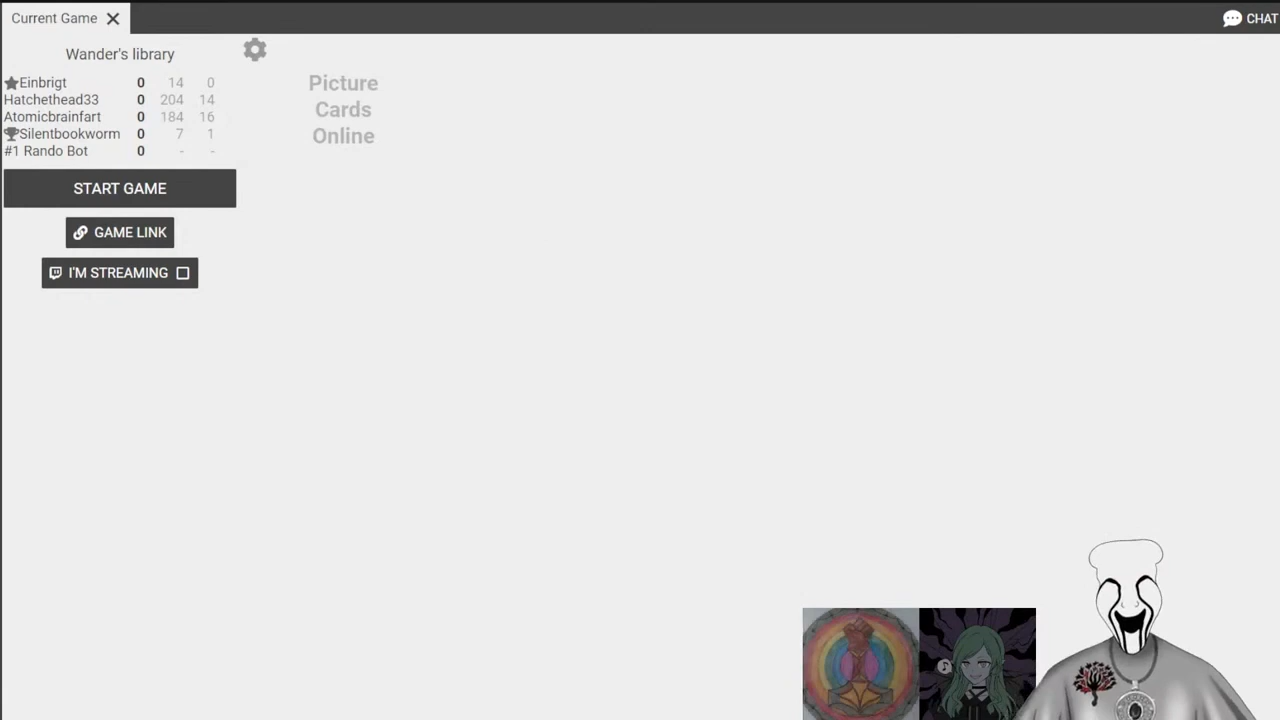 Current Game
CHAT
Wander's library
Einbrigt 0 14 0
Hatchethead33 0 204 14
Atomicbrainfart 0 184 16
Silentbookworm 0 7 1
#1 Rando Bot 0 - -
START GAME
GAME LINK
I'M STREAMING
Picture
Cards
Online